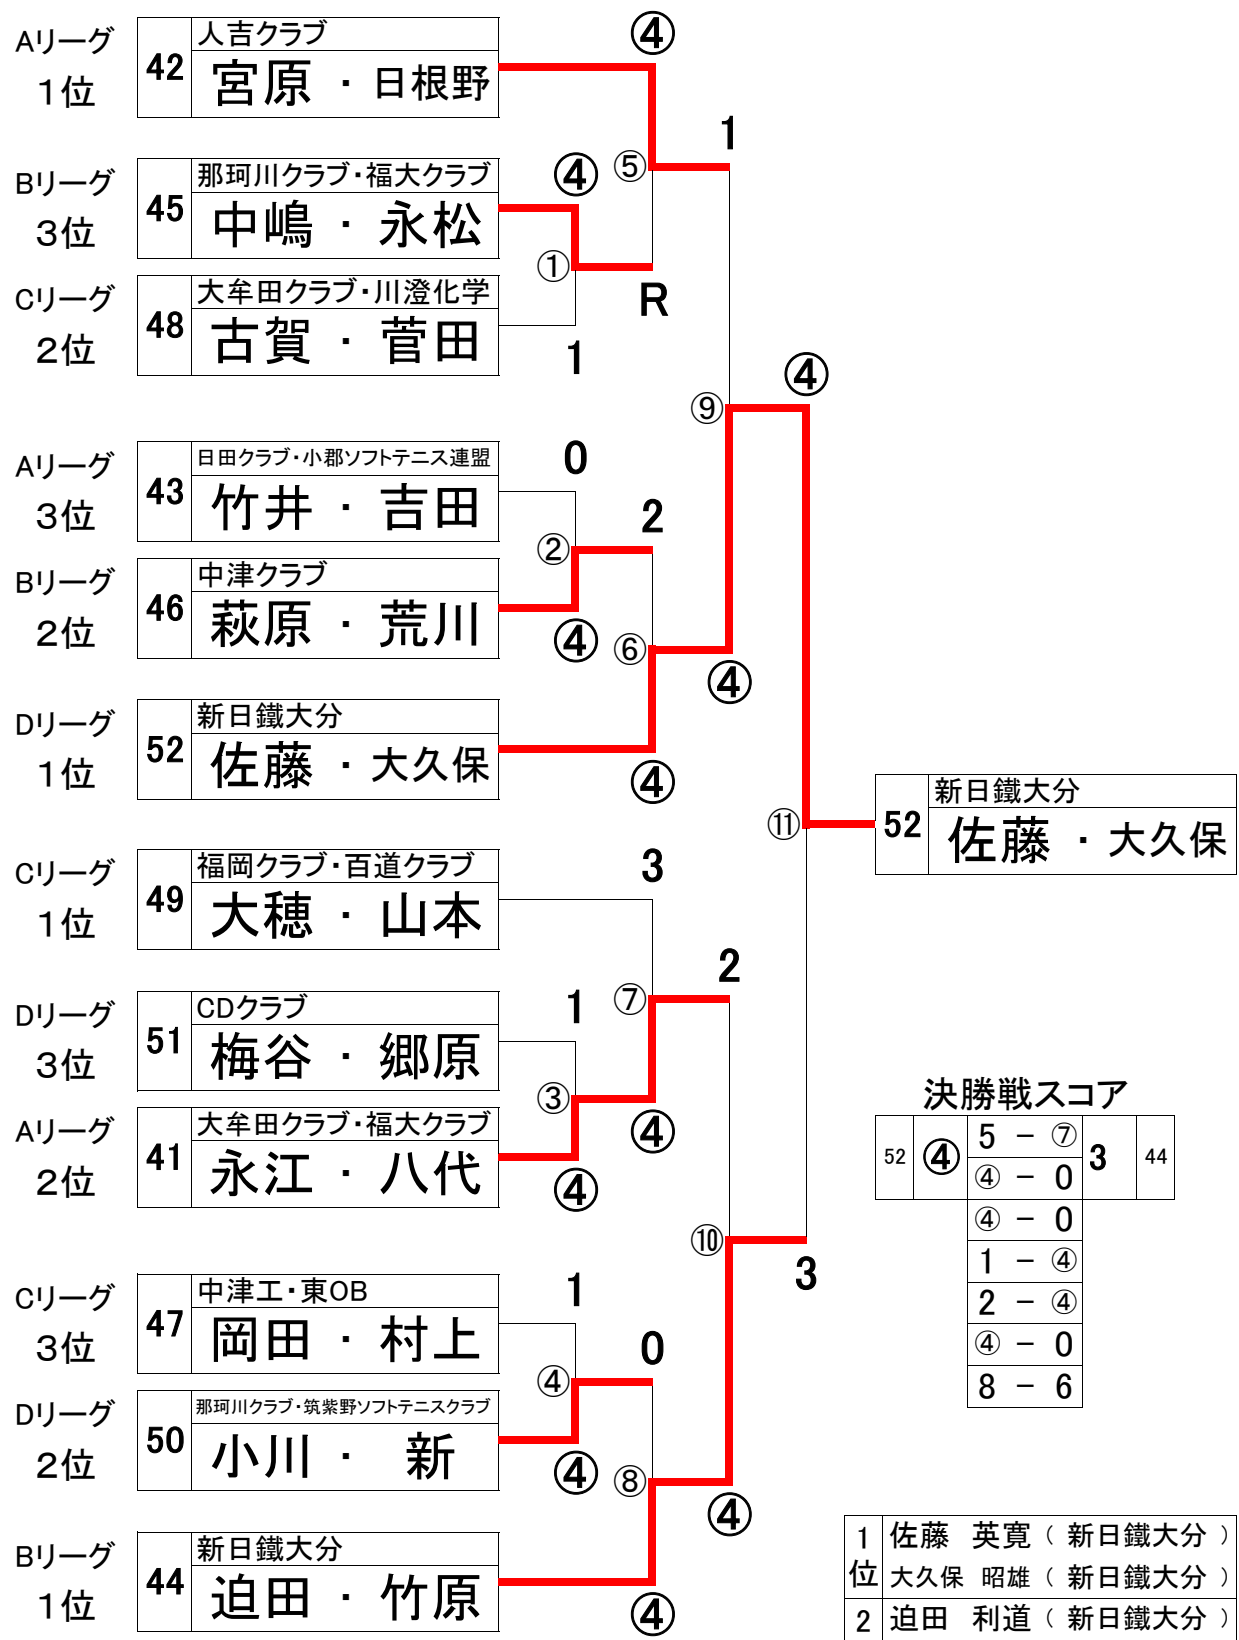 Aリーグ
1位
42
人吉クラブ
宮原 ・ 日根野
④
Bリーグ
3位
45
那珂川クラブ・福大クラブ
中嶋 ・ 永松
④
⑤
1
①
R
Cリーグ
2位
48
大牟田クラブ・川澄化学
古賀 ・ 菅田
1
④
⑨
Aリーグ
3位
43
日田クラブ・小郡ソフトテニス連盟
竹井 ・ 吉田
0
2
②
Bリーグ
2位
46
中津クラブ
萩原 ・ 荒川
④
⑥
④
Dリーグ
1位
52
新日鐵大分
佐藤 ・ 大久保
④
⑪
52
新日鐵大分
佐藤 ・ 大久保
Cリーグ
1位
49
福岡クラブ・百道クラブ
大穂 ・ 山本
3
2
Dリーグ
3位
51
CDクラブ
梅谷 ・ 郷原
1
⑦
③
Aリーグ
2位
41
大牟田クラブ・福大クラブ
永江 ・ 八代
④
④
⑩
3
Cリーグ
3位
47
中津工・東OB
岡田 ・ 村上
1
0
④
Dリーグ
2位
50
那珂川クラブ・筑紫野ソフトテニスクラブ
小川 ・ 新
④
⑧
④
Bリーグ
1位
44
新日鐵大分
迫田 ・ 竹原
④
決勝戦スコア
52 ④ 5 － ⑦ 3 44
④ － 0
④ － 0
1 － ④
2 － ④
④ － 0
8 － 6
1位
佐藤 英寛 （ 新日鐵大分 ）
大久保 昭雄 （ 新日鐵大分 ）
2 迫田 利道 （ 新日鐵大分 ）